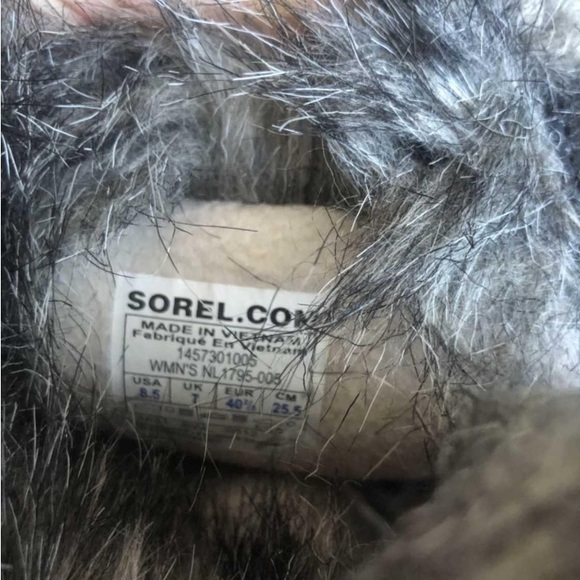 SOREL.COM
MADE IN VIETNAM
Fabriqué En Vietnam
1457301005
WMN'S NL1795-005
USA UK EUR CM
8.5 7 40½ 25.5